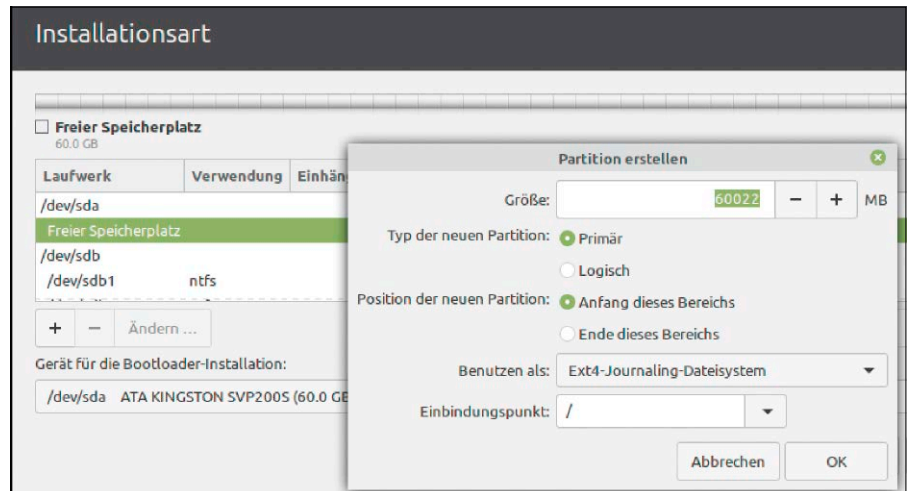 Installationsart
Freier Speicherplatz
60.0 GB
Laufwerk Verwendung Einhän
/dev/sda
Freier Speicherplatz
/dev/sdb
/dev/sdb1 ntfs
+ − Ändern ...
Gerät für die Bootloader-Installation:
/dev/sda ATA KINGSTON SVP200S (60.0 GB
Partition erstellen
Größe: 60022 − + MB
Typ der neuen Partition: Primär
Logisch
Position der neuen Partition: Anfang dieses Bereichs
Ende dieses Bereichs
Benutzen als: Ext4-Journaling-Dateisystem
Einbindungspunkt: /
Abbrechen OK